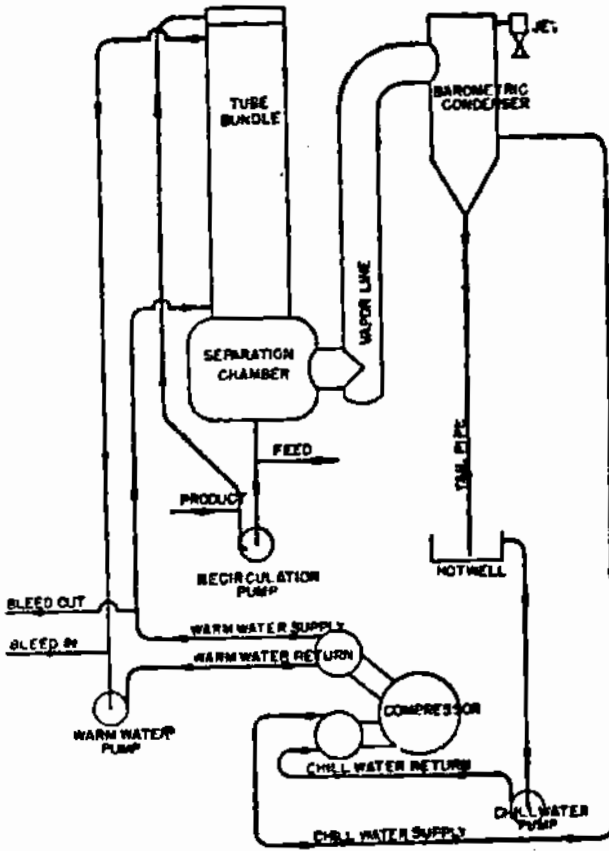 JET
TUBE
BUNDLE
BAROMETRIC
CONDENSER
VAPOR LINE
SEPARATION
CHAMBER
FEED
TAIL PIPE
PRODUCT
HOTWELL
RECIRCULATION
PUMP
BLEED OUT
WARM WATER SUPPLY
BLEED IN
WARM WATER RETURN
COMPRESSOR
WARM WATER
PUMP
CHILL WATER RETURN
CHILL WATER
PUMP
CHILL WATER SUPPLY